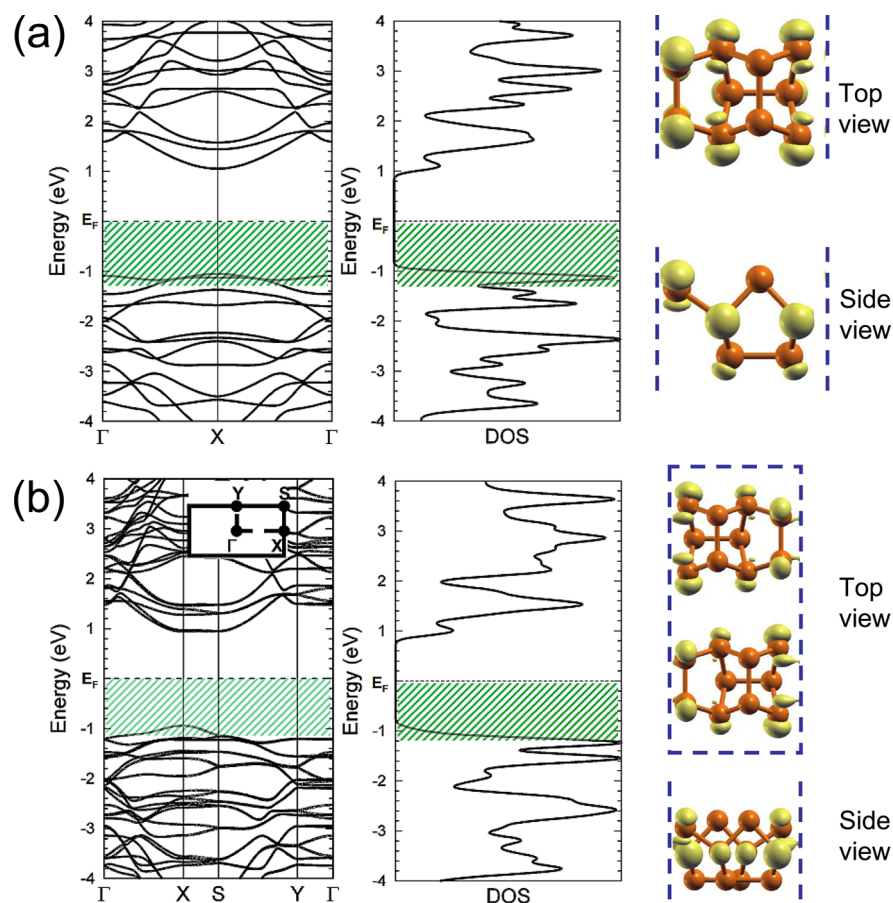 (a)
4
3
2
1
E_F
-1
-2
-3
-4
Energy (eV)
Γ X Γ
4
3
2
1
E_F
-1
-2
-3
-4
Energy (eV)
DOS
Top
view
Side
view
(b)
4
3
2
1
E_F
-1
-2
-3
-4
Energy (eV)
Y S
Γ X
Γ X S Y Γ
4
3
2
1
E_F
-1
-2
-3
-4
Energy (eV)
DOS
Top
view
Side
view